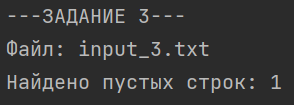 ---ЗАДАНИЕ 3---
Файл: input_3.txt
Найдено пустых строк: 1